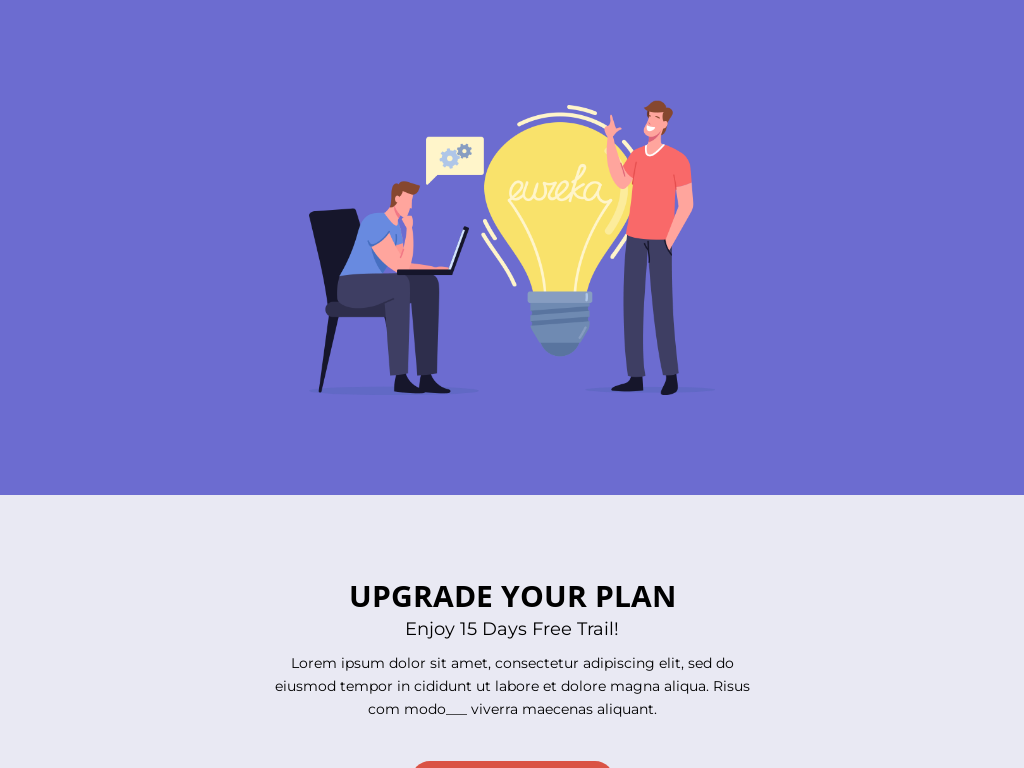 eureka
UPGRADE YOUR PLAN
Enjoy 15 Days Free Trail!
Lorem ipsum dolor sit amet, consectetur adipiscing elit, sed do
eiusmod tempor in cididunt ut labore et dolore magna aliqua. Risus
com modo___ viverra maecenas aliquant.